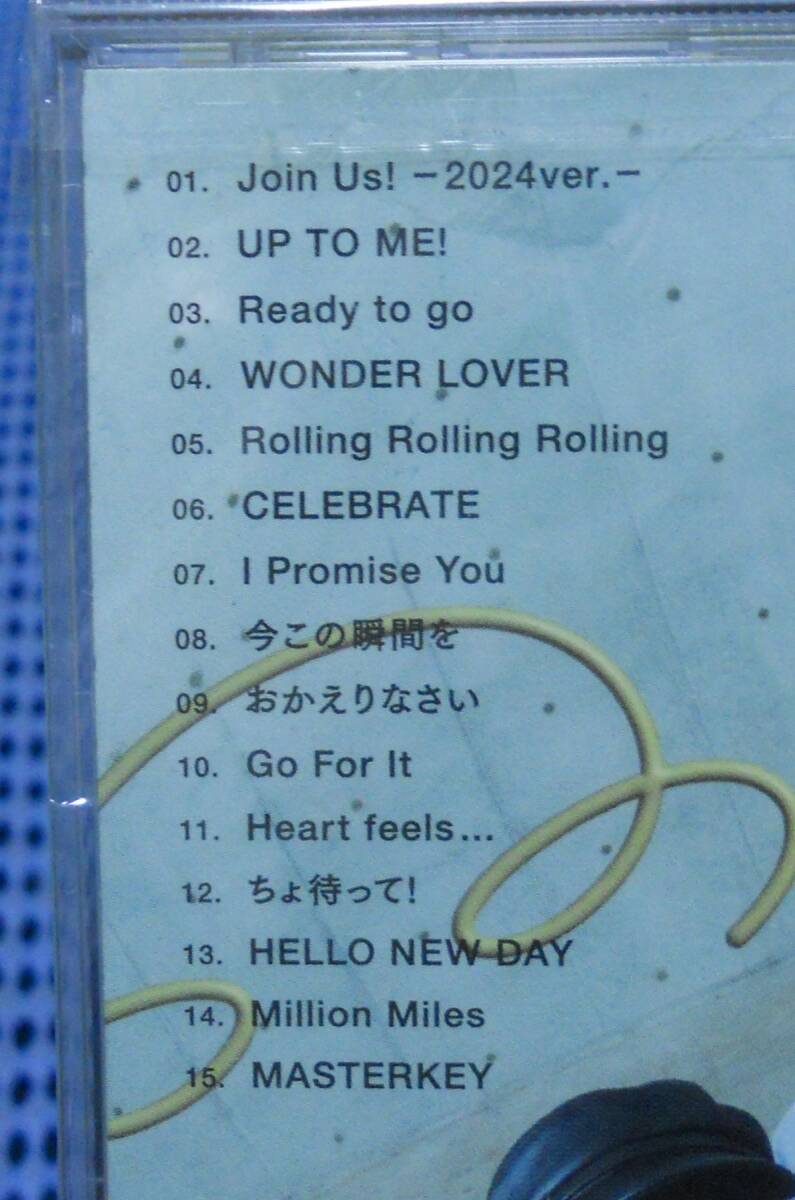 01. Join Us! −2024ver.−
02. UP TO ME!
03. Ready to go
04. WONDER LOVER
05. Rolling Rolling Rolling
06. CELEBRATE
07. I Promise You
08. 今この瞬間を
09. おかえりなさい
10. Go For It
11. Heart feels...
12. ちょ待って!
13. HELLO NEW DAY
14. Million Miles
15. MASTERKEY